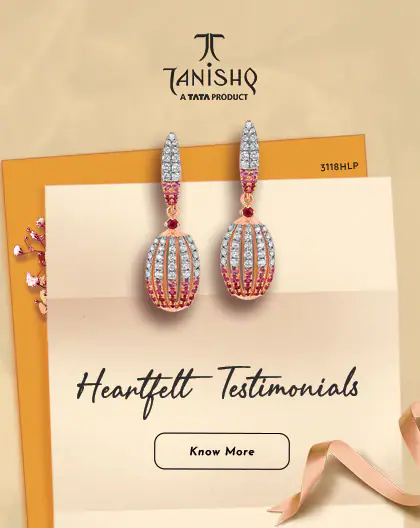 TANISHQ
A TATA PRODUCT
3118HLP
Heartfelt Testimonials
Know More